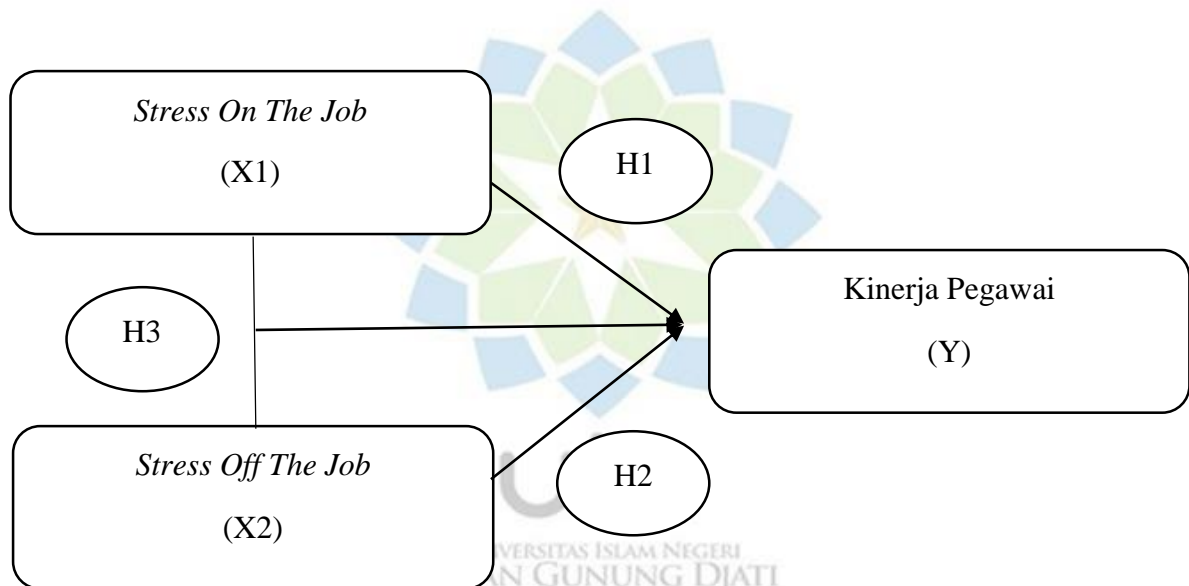 Stress On The Job
(X1)
H1
Kinerja Pegawai
(Y)
H3
Stress Off The Job
(X2)
H2
ISLAM NEGERI
GUNUNG DJATI